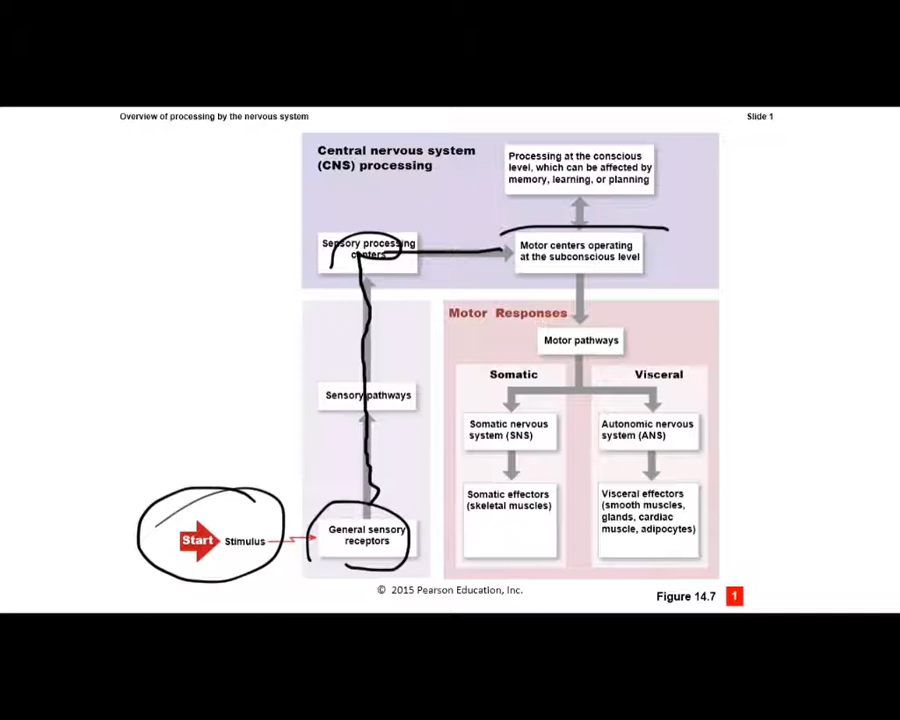 Overview of processing by the nervous system
Slide 1
Central nervous system
(CNS) processing
Processing at the conscious
level, which can be affected by
memory, learning, or planning
Sensory processing
centers
Motor centers operating
at the subconscious level
Motor Responses
Motor pathways
Somatic
Visceral
Sensory pathways
Somatic nervous
system (SNS)
Autonomic nervous
system (ANS)
Somatic effectors
(skeletal muscles)
Visceral effectors
(smooth muscles,
glands, cardiac
muscle, adipocytes)
Start
Stimulus
General sensory
receptors
© 2015 Pearson Education, Inc.
Figure 14.7
1